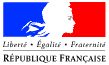 Liberté • Égalité • Fraternité
RÉPUBLIQUE FRANÇAISE